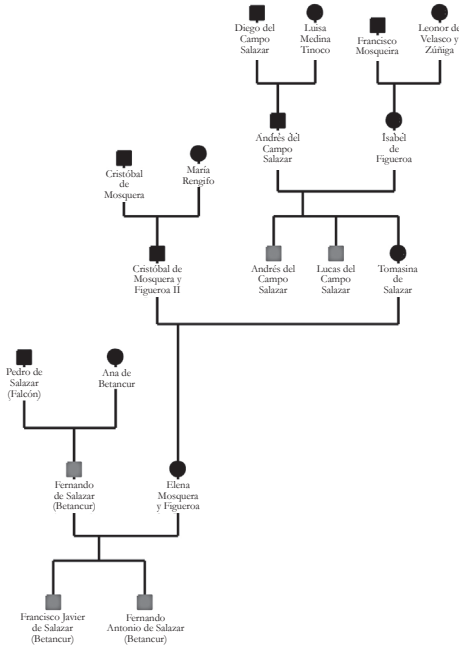 Diego del
Campo
Salazar
Luisa
Medina
Tinoco
Francisco
Mosqueira
Leonor de
Velasco y
Zúñiga
Andrés del
Campo
Salazar
Isabel
de
Figueroa
Cristóbal
de
Mosquera
María
Rengifo
Cristóbal de
Mosquera y
Figueroa II
Andrés del
Campo
Salazar
Lucas del
Campo
Salazar
Tomasina
de
Salazar
Pedro de
Salazar
(Falcón)
Ana de
Betancur
Fernando
de Salazar
(Betancur)
Elena
Mosquera
y Figueroa
Francisco Javier
de Salazar
(Betancur)
Fernando
Antonio de Salazar
(Betancur)